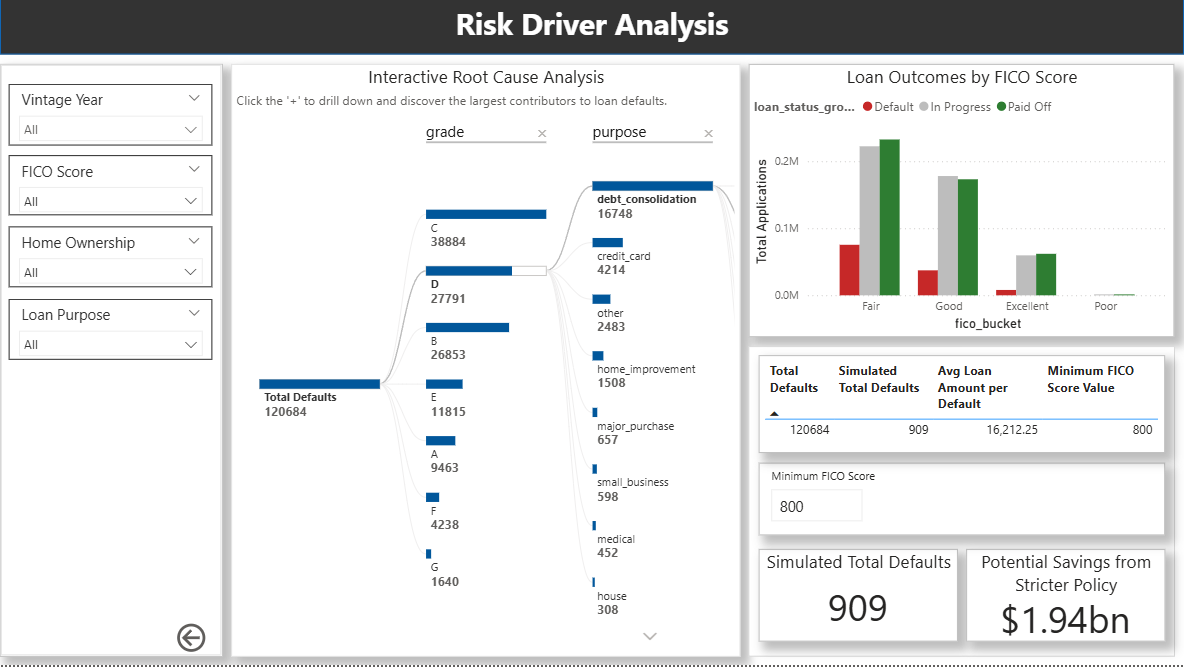 Risk Driver Analysis
Vintage Year
All
FICO Score
All
Home Ownership
All
Loan Purpose
All
Interactive Root Cause Analysis
Click the '+' to drill down and discover the largest contributors to loan defaults.
grade
purpose
Total Defaults
120684
C
38884
D
27791
B
26853
E
11815
A
9463
F
4238
G
1640
debt_consolidation
16748
credit_card
4214
other
2483
home_improvement
1508
major_purchase
657
small_business
598
medical
452
house
308
Loan Outcomes by FICO Score
loan_status_gro... Default In Progress Paid Off
Total Applications
0.2M
0.1M
0.0M
Fair Good Excellent Poor
fico_bucket
Total Defaults
Simulated Total Defaults
Avg Loan Amount per Default
Minimum FICO Score Value
120684 909 16,212.25 800
Minimum FICO Score
800
Simulated Total Defaults
909
Potential Savings from
Stricter Policy
$1.94bn